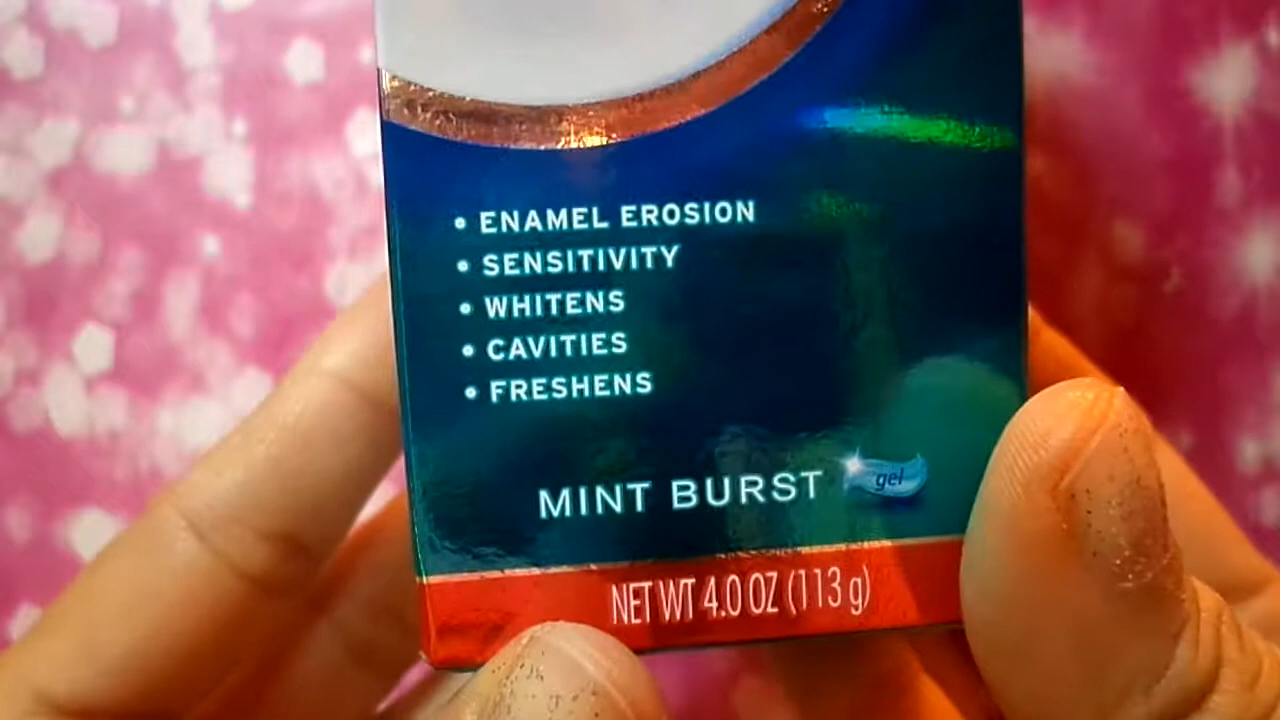 • ENAMEL EROSION
• SENSITIVITY
• WHITENS
• CAVITIES
• FRESHENS
MINT BURST gel
NET WT 4.0 OZ (113 g)